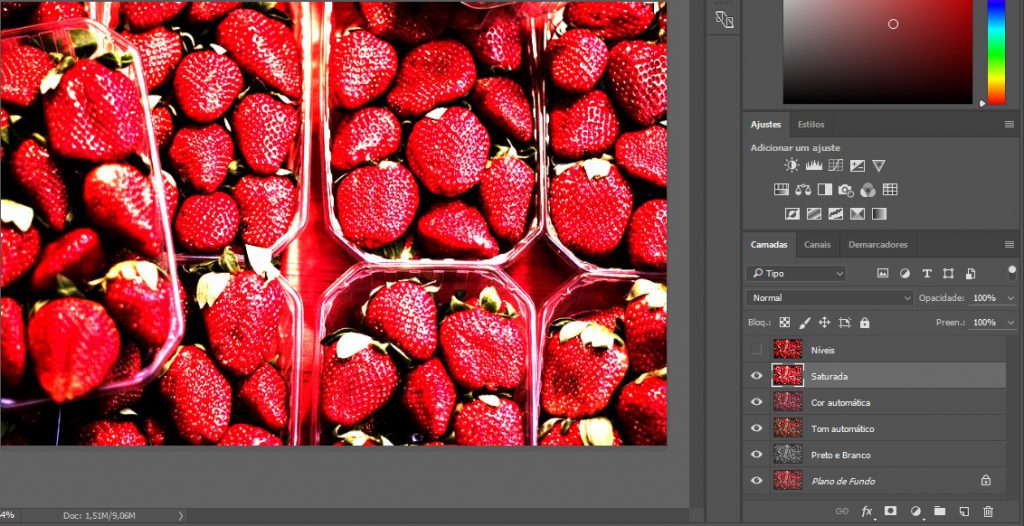 Ajustes Estilos
Adicionar um ajuste
Camadas Canais Demarcadores
Tipo
Normal Opacidade: 100%
Bloq.: Preen.: 100%
Níveis
Saturada
Cor automática
Tom automático
Preto e Branco
Plano de Fundo
fx
Doc: 1,51M/9,06M